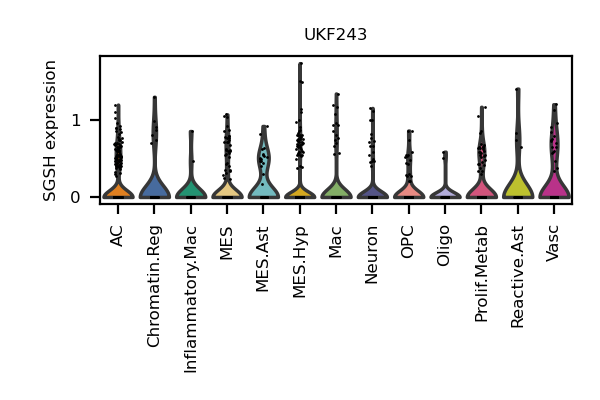 UKF243
SGSH expression
1
0
AC
Chromatin.Reg
Inflammatory.Mac
MES
MES.Ast
MES.Hyp
Mac
Neuron
OPC
Oligo
Prolif.Metab
Reactive.Ast
Vasc